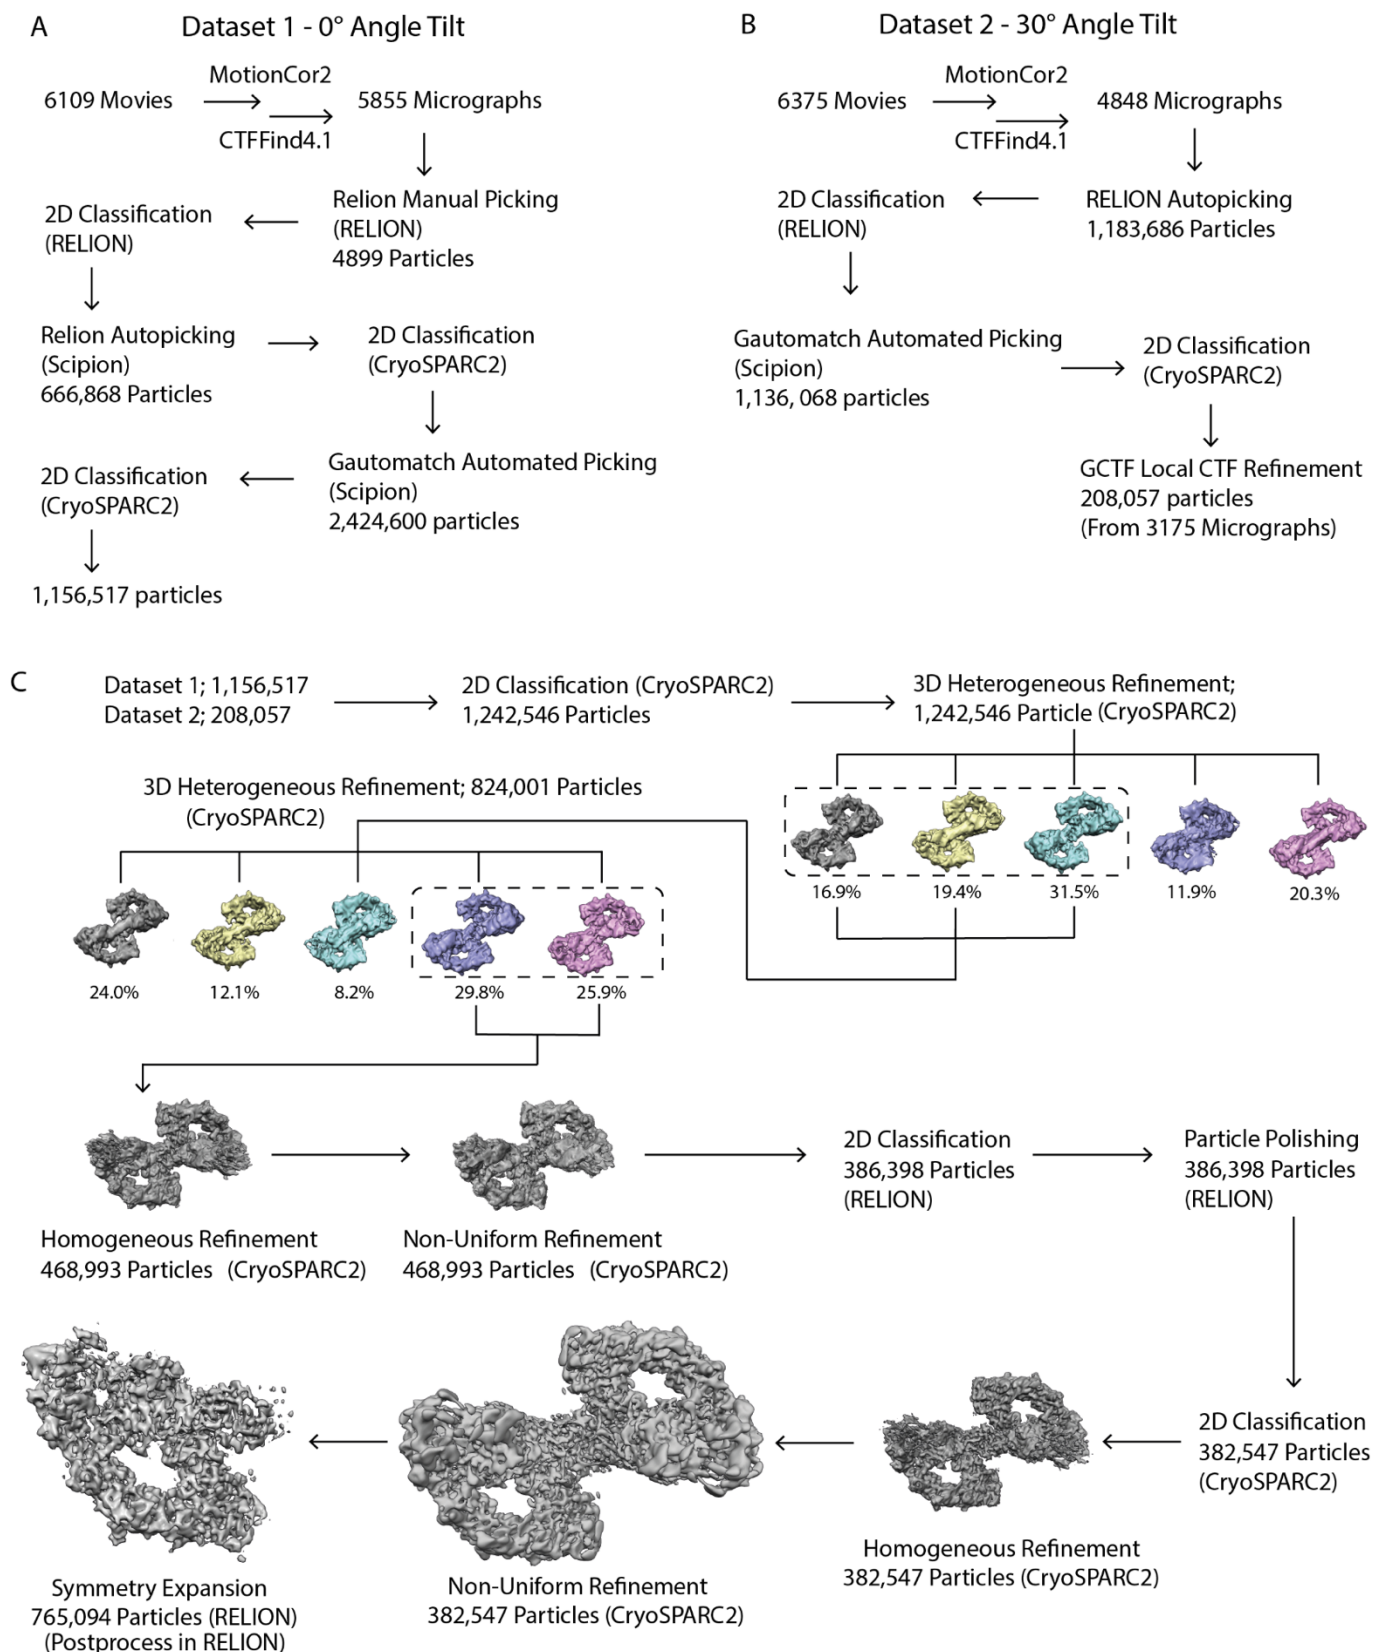 A
Dataset 1 - 0° Angle Tilt
6109 Movies
MotionCor2
CTFFind4.1
5855 Micrographs
Relion Manual Picking
(RELION)
4899 Particles
2D Classification
(RELION)
Relion Autopicking
(Scipion)
666,868 Particles
2D Classification
(CryoSPARC2)
Gautomatch Automated Picking
(Scipion)
2,424,600 particles
2D Classification
(CryoSPARC2)
1,156,517 particles
B
Dataset 2 - 30° Angle Tilt
6375 Movies
MotionCor2
CTFFind4.1
4848 Micrographs
RELION Autopicking
1,183,686 Particles
2D Classification
(RELION)
Gautomatch Automated Picking
(Scipion)
1,136, 068 particles
2D Classification
(CryoSPARC2)
GCTF Local CTF Refinement
208,057 particles
(From 3175 Micrographs)
C
Dataset 1; 1,156,517
Dataset 2; 208,057
2D Classification (CryoSPARC2)
1,242,546 Particles
3D Heterogeneous Refinement;
1,242,546 Particle (CryoSPARC2)
16.9%
19.4%
31.5%
11.9%
20.3%
3D Heterogeneous Refinement; 824,001 Particles
(CryoSPARC2)
24.0%
12.1%
8.2%
29.8%
25.9%
Homogeneous Refinement
468,993 Particles (CryoSPARC2)
Non-Uniform Refinement
468,993 Particles (CryoSPARC2)
2D Classification
386,398 Particles
(RELION)
Particle Polishing
386,398 Particles
(RELION)
2D Classification
382,547 Particles
(CryoSPARC2)
Homogeneous Refinement
382,547 Particles (CryoSPARC2)
Non-Uniform Refinement
382,547 Particles (CryoSPARC2)
Symmetry Expansion
765,094 Particles (RELION)
(Postprocess in RELION)